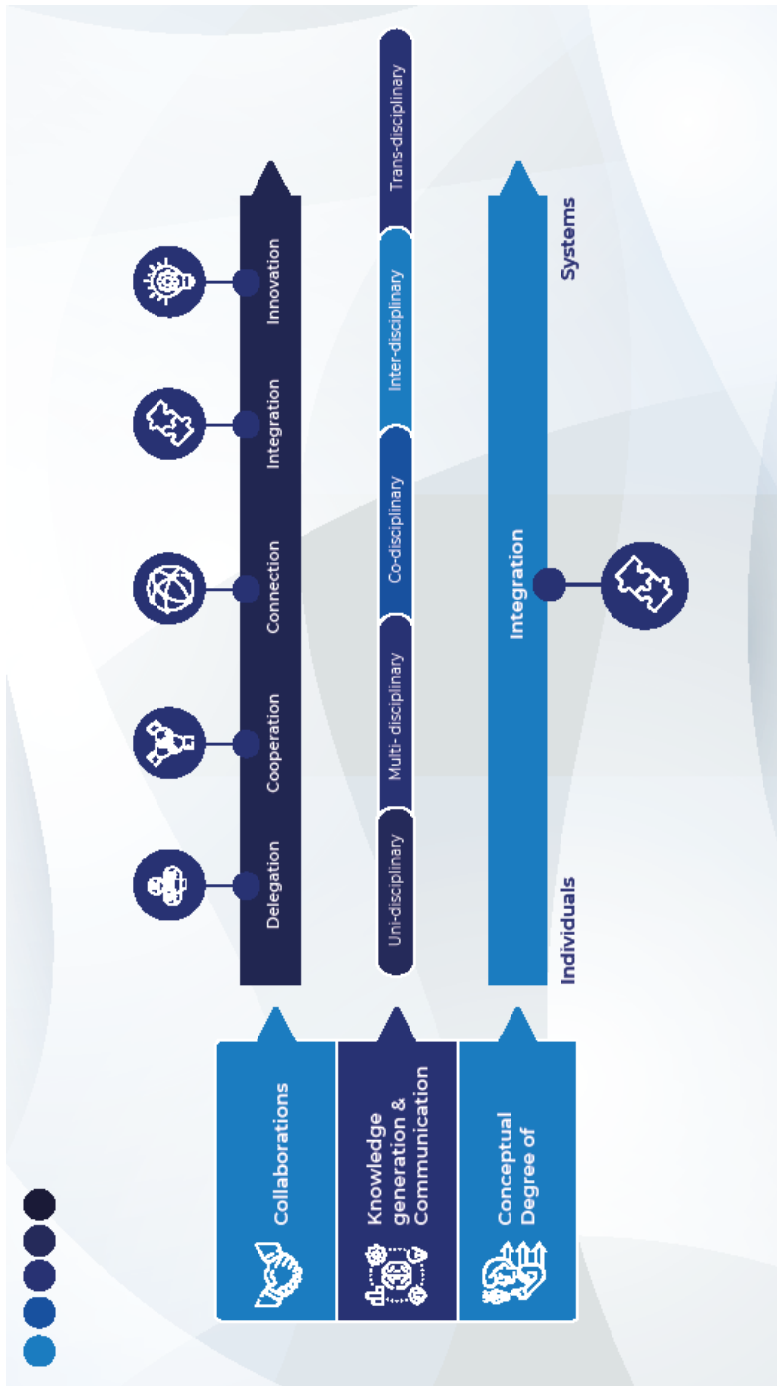 Collaborations
Delegation
Cooperation
Connection
Integration
Innovation
Knowledge
generation &
Communication
Uni-disciplinary
Multi- disciplinary
Co-disciplinary
Inter-disciplinary
Trans-disciplinary
Conceptual
Degree of
Integration
Individuals
Systems